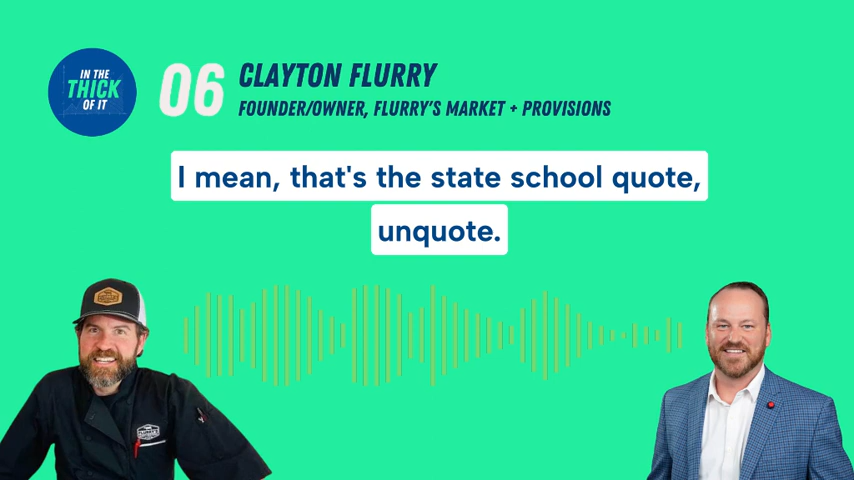 IN THE
THICK
OF IT
06
CLAYTON FLURRY
FOUNDER/OWNER, FLURRY'S MARKET + PROVISIONS
I mean, that's the state school quote,
unquote.